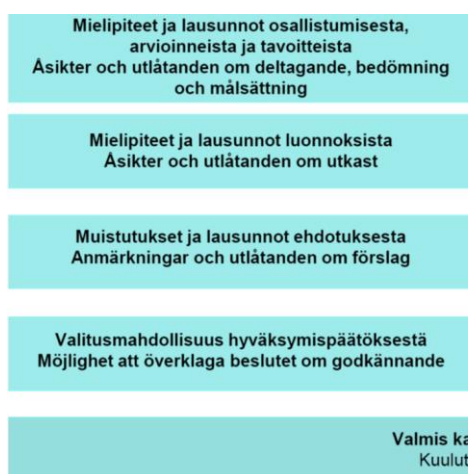 Mielipiteet ja lausunnot osallistumisesta,
arvioinneista ja tavoitteista
Åsikter och utlåtanden om deltagande, bedömning
och målsättning
Mielipiteet ja lausunnot luonnoksista
Åsikter och utlåtanden om utkast
Muistutukset ja lausunnot ehdotuksesta
Anmärkningar och utlåtanden om förslag
Valitusmahdollisuus hyväksymispäätöksestä
Möjlighet att överklaga beslutet om godkännande
Valmis